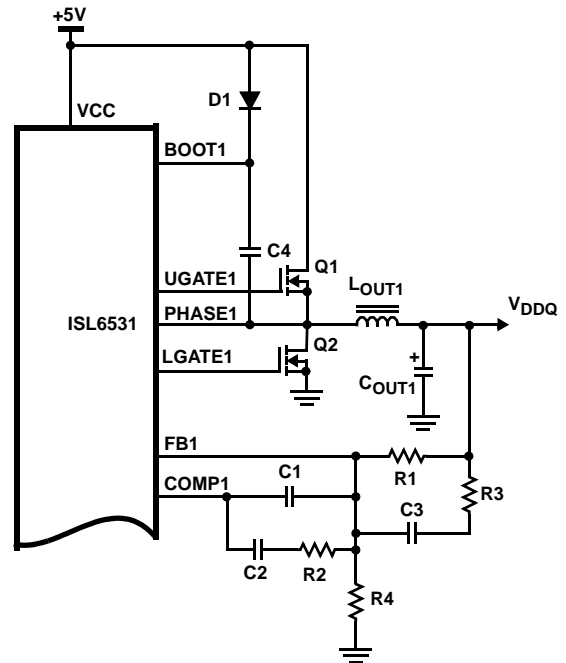 +5V
VCC
D1
BOOT1
C4
Q1
UGATE1
LOUT1
VDDQ
ISL6531
PHASE1
Q2
LGATE1
+
COUT1
FB1
R1
COMP1
C1
R3
C3
C2
R2
R4